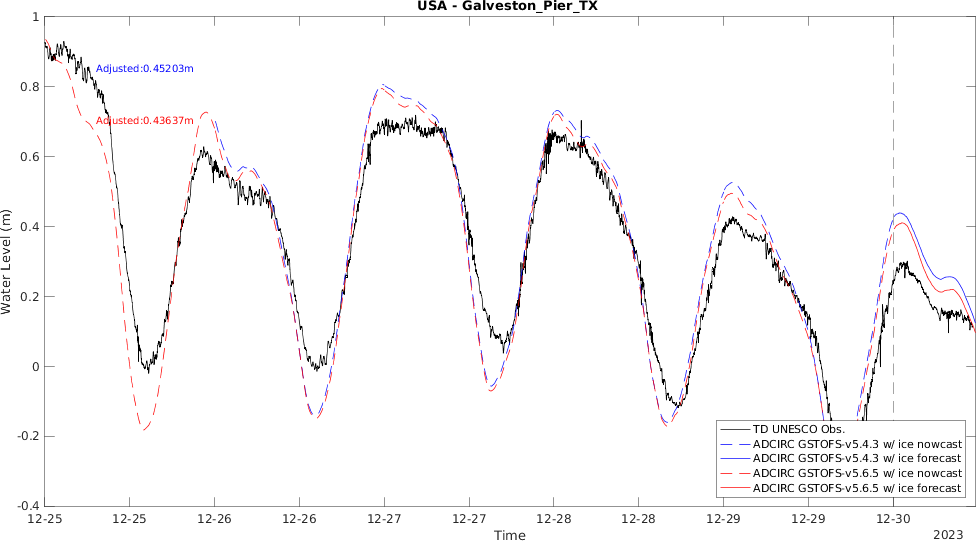 USA - Galveston_Pier_TX
1
0.8
0.6
0.4
0.2
0
-0.2
-0.4
Water Level (m)
Adjusted:0.45203m
Adjusted:0.43637m
TD UNESCO Obs.
ADCIRC GSTOFS-v5.4.3 w/ ice nowcast
ADCIRC GSTOFS-v5.4.3 w/ ice forecast
ADCIRC GSTOFS-v5.6.5 w/ ice nowcast
ADCIRC GSTOFS-v5.6.5 w/ ice forecast
12-25 12-25 12-26 12-26 12-27 12-27 12-28 12-28 12-29 12-29 12-30
Time
2023